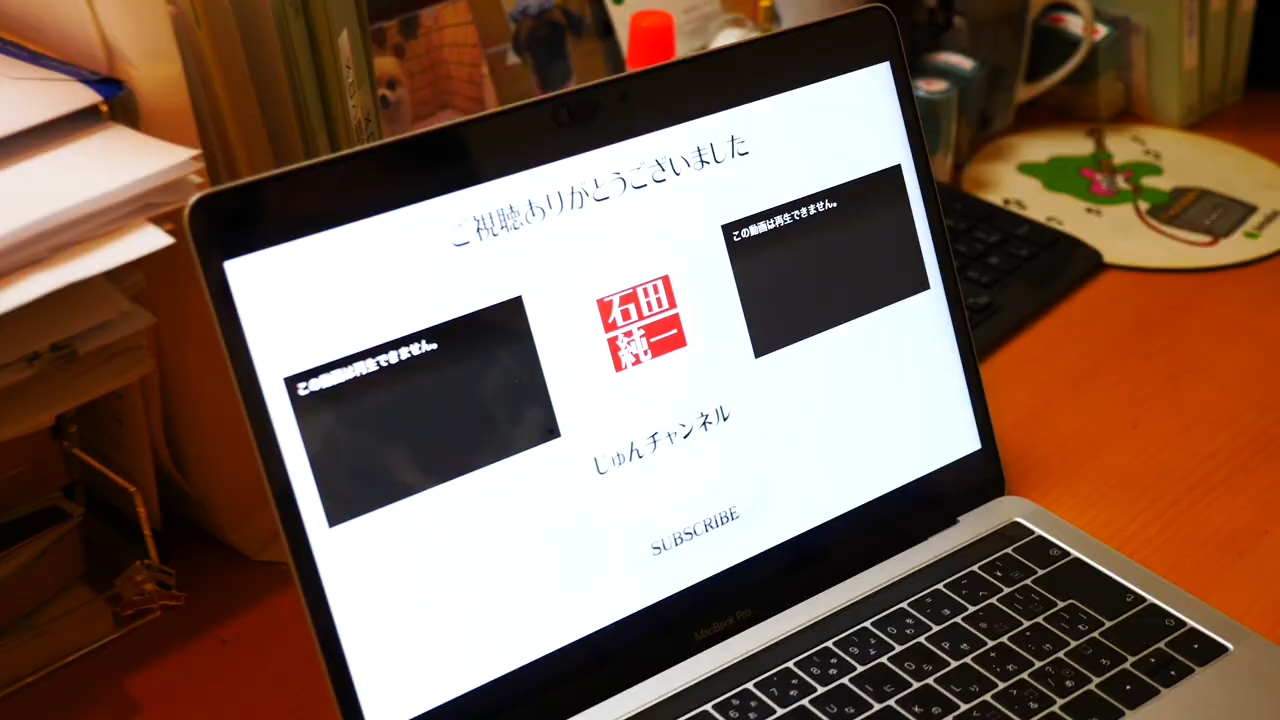 ご視聴ありがとうございました
この動画は再生できません。
この動画は再生できません。
石田
純一
じゅんチャンネル
SUBSCRIBE
MacBook Pro